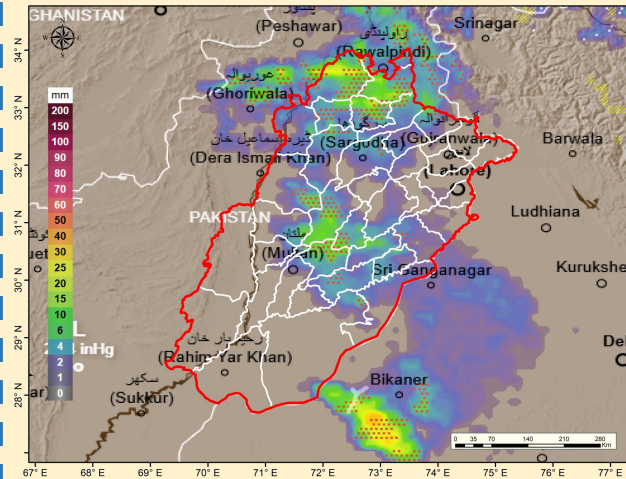 GHANISTAN
پشاور
(Peshawar)
راولپنڈی
(Rawalpindi)
Srinagar
غوریوالہ
(Ghoriwala)
(Sargodha)
(Gujranwala)
ڈیرہ اسماعیل خان
(Dera Ismail Khan)
لاہور
(Lahore)
Barwala
PAKISTAN
Ludhiana
ملتان
(Multan)
Sri Ganganagar
Kurukshe
رحیم یار خان
(Rahim Yar Khan)
L
inHg
Del
سکھر
(Sukkur)
Bikaner
N
W E
S
mm
200
150
100
90
80
70
60
50
40
30
25
20
15
10
6
4
2
1
0
34° N
33° N
32° N
31° N
30° N
29° N
28° N
0 35 70 140 210 280
Km
67° E 68° E 69° E 70° E 71° E 72° E 73° E 74° E 75° E 76° E 77° E